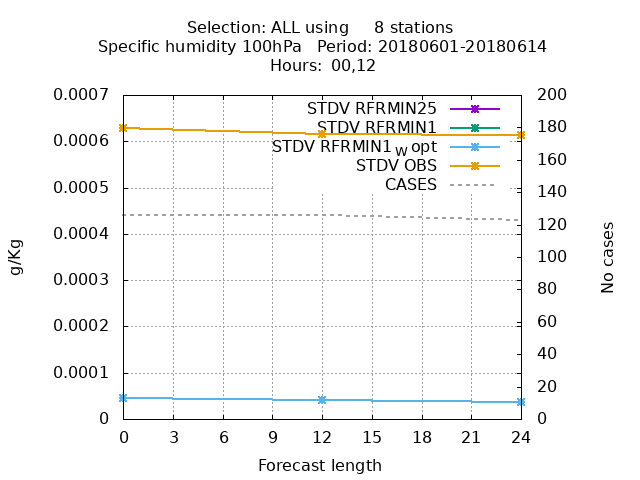 Selection: ALL using     8 stations
Specific humidity 100hPa   Period: 20180601-20180614
Hours: 00,12
0.0007
0.0006
0.0005
0.0004
0.0003
0.0002
0.0001
0
g/Kg
STDV RFRMIN25
STDV RFRMIN1
STDV RFRMIN1_W opt
STDV OBS
CASES
200
180
160
140
120
100
80
60
40
20
0
No cases
0 3 6 9 12 15 18 21 24
Forecast length